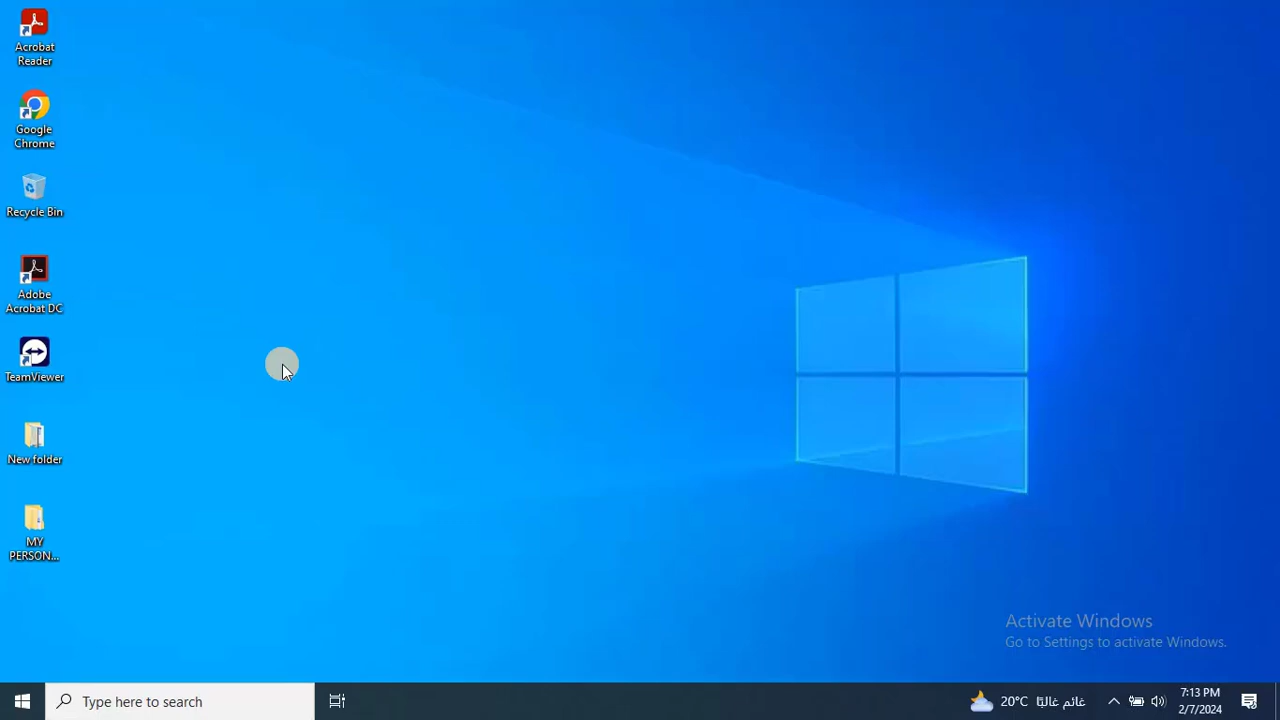 Acrobat
Reader
Google
Chrome
Recycle Bin
Adobe
Acrobat DC
TeamViewer
New folder
MY
PERSON...
Activate Windows
Go to Settings to activate Windows.
Type here to search
20°C غائم غالبًا
7:13 PM
2/7/2024